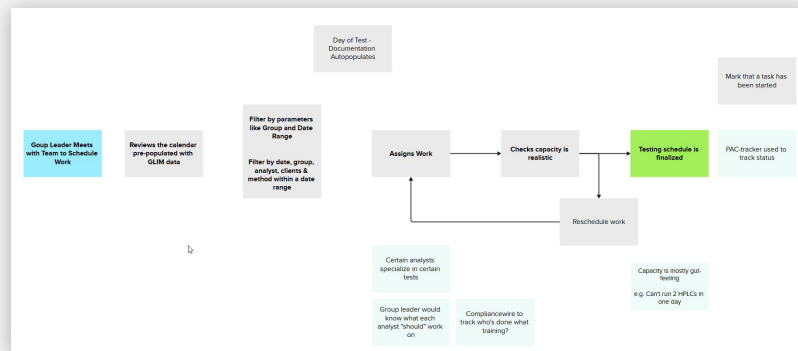 Day of Test -
Documentation
Autopopulates
Mark that a task has
been started
Goup Leader Meets
with Team to Schedule
Work
Reviews the calendar
pre-populated with
GLIM data
Filter by parameters
like Group and Date
Range
Filter by date, group,
analyst, clients &
method within a date
range
Assigns Work
Checks capacity is
realistic
Testing schedule is
finalized
PAC-tracker used to
track status
Reschedule work
Certain analysts
specialize in certain
tests
Capacity is mostly gut-
feeling
e.g. Can't run 2 HPLCs in
one day
Group leader would
know what each
analyst "should" work
on
Compliancewire to
track who's done what
training?